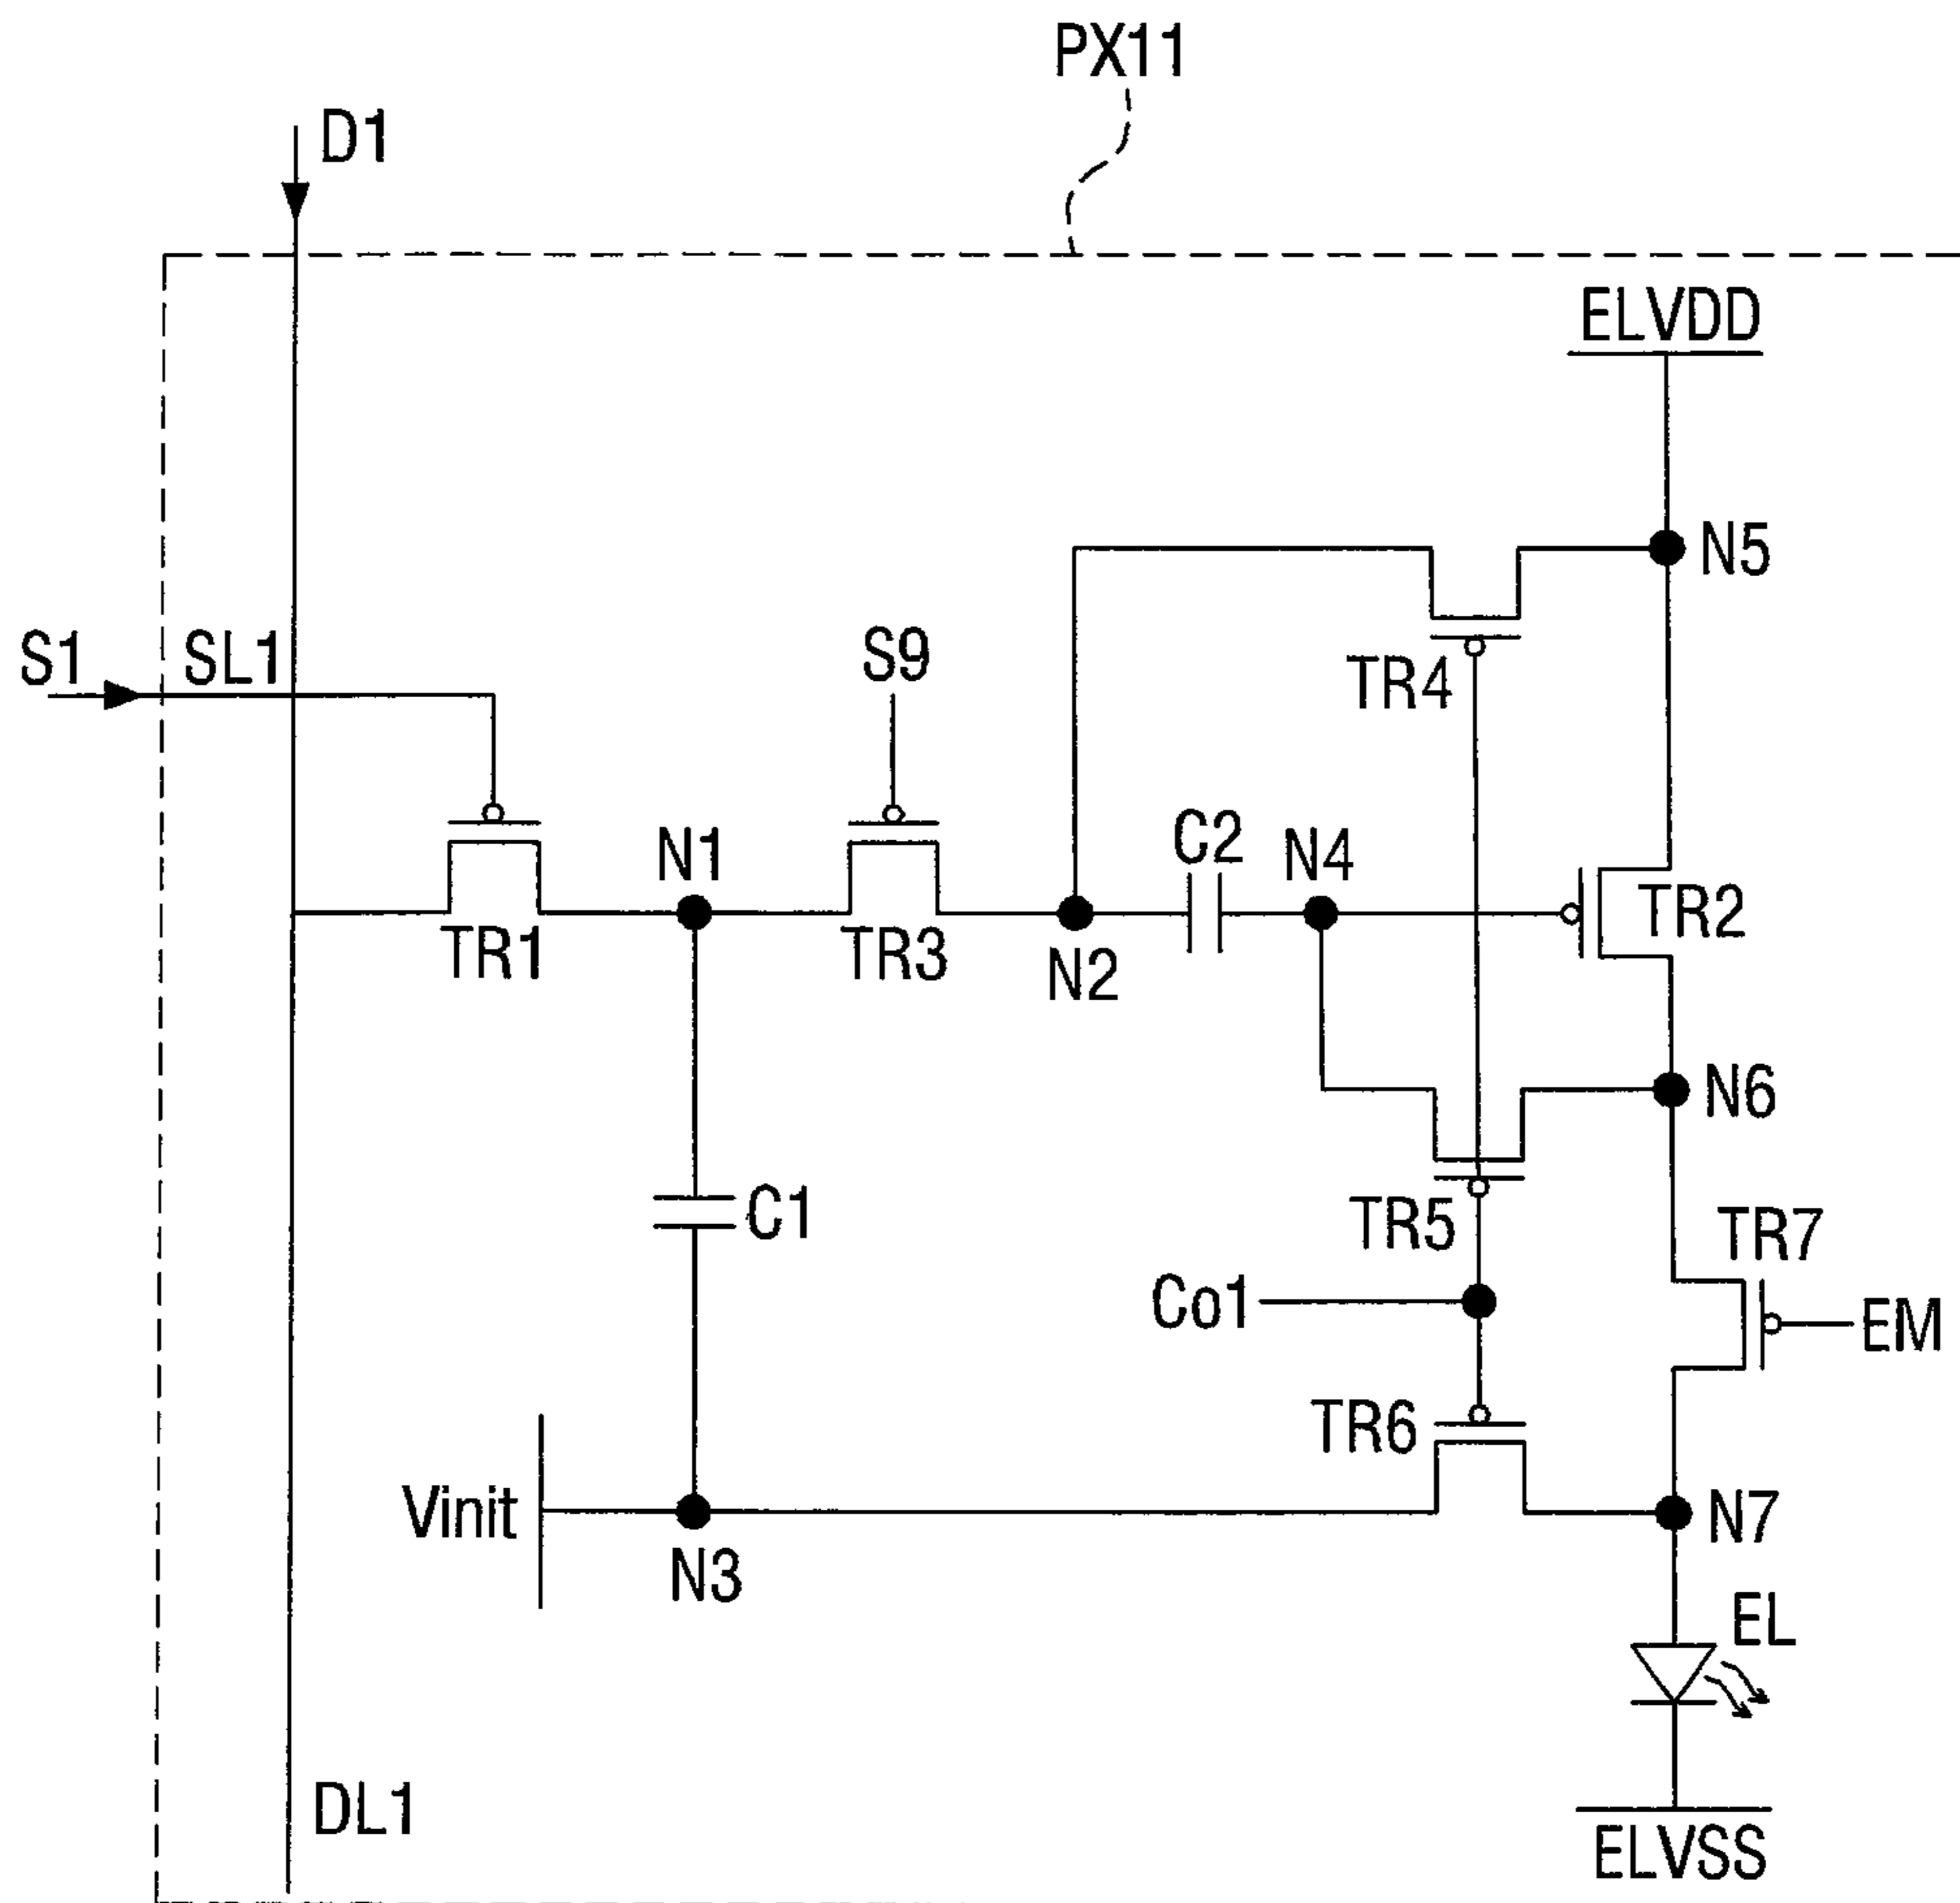 PX11
D1
ELVDD
N5
S1
SL1
S9
TR4
N1
C2
N4
TR2
TR1
TR3
N2
N6
C1
TR5
TR7
Co1
EM
TR6
Vinit
N7
N3
EL
DL1
ELVSS